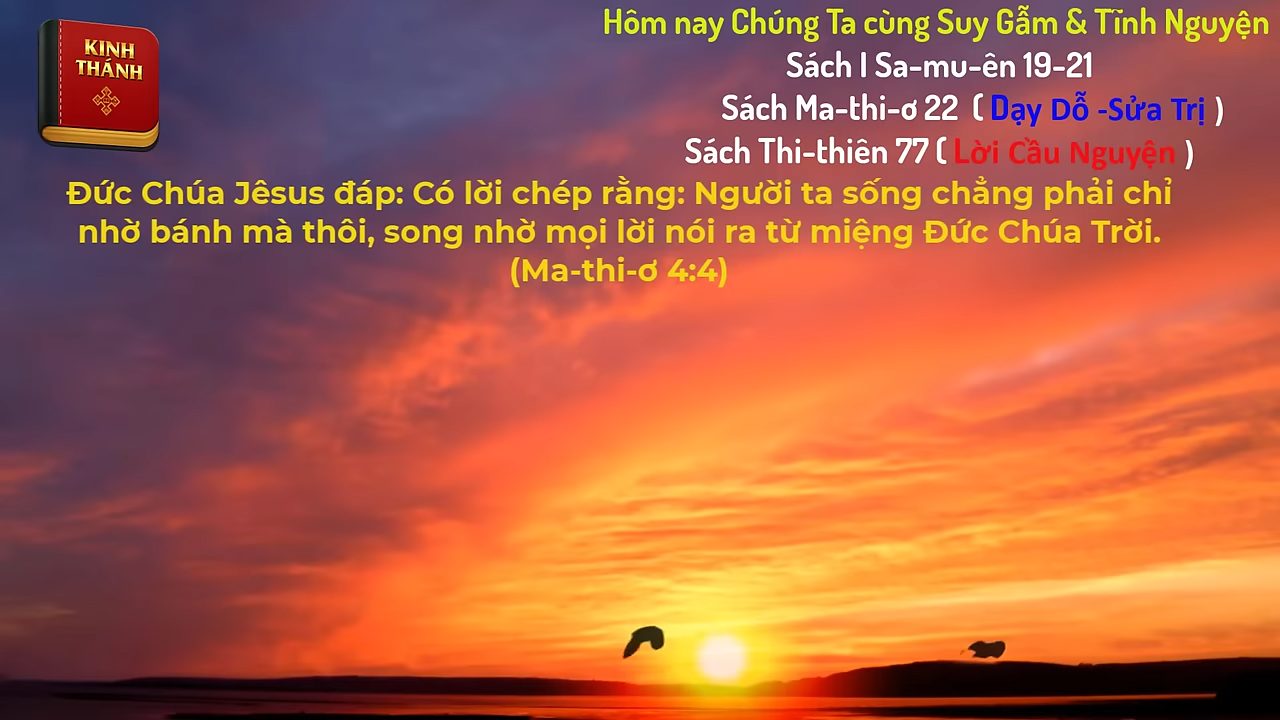 KINH
THÁNH
Hôm nay Chúng Ta cùng Suy Gẫm & Tĩnh Nguyện
Sách I Sa-mu-ên 19-21
Sách Ma-thi-ơ 22 ( Dạy Dỗ -Sửa Trị )
Sách Thi-thiên 77 ( Lời Cầu Nguyện )
Đức Chúa Jêsus đáp: Có lời chép rằng: Người ta sống chẳng phải chỉ
nhờ bánh mà thôi, song nhờ mọi lời nói ra từ miệng Đức Chúa Trời.
(Ma-thi-ơ 4:4)